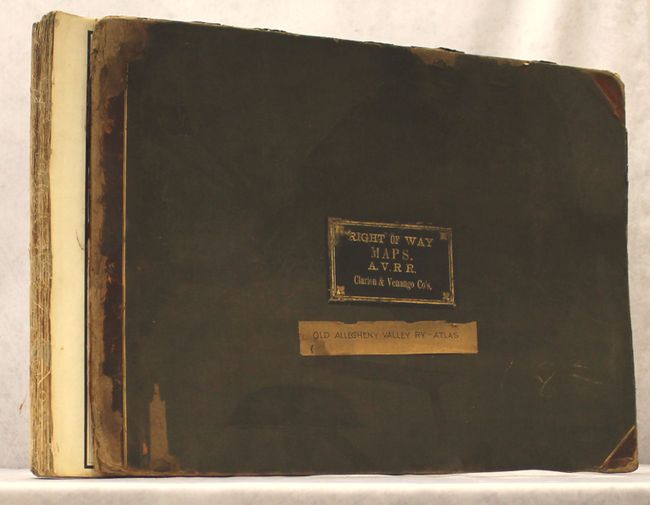 RIGHT OF WAY
MAPS.
A.V.R R.
Clarion & Venango Co's.
OLD ALLEGHENY VALLEY RY-ATLAS